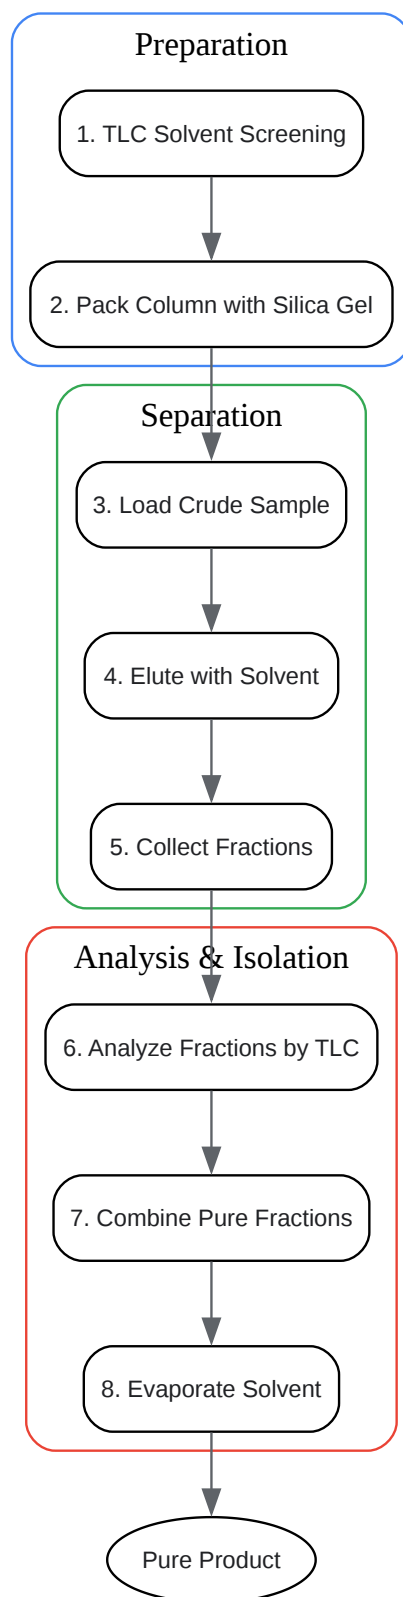 Preparation
1. TLC Solvent Screening
2. Pack Column with Silica Gel
Separation
3. Load Crude Sample
4. Elute with Solvent
5. Collect Fractions
Analysis & Isolation
6. Analyze Fractions by TLC
7. Combine Pure Fractions
8. Evaporate Solvent
Pure Product